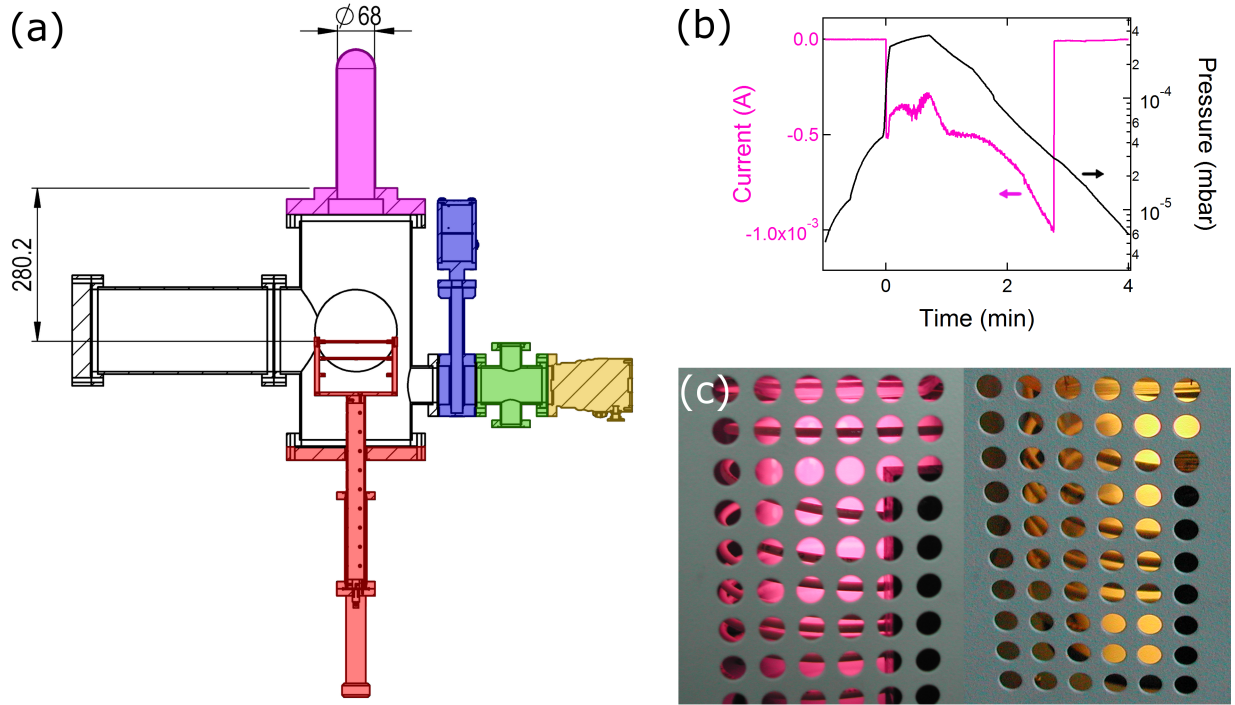 (a)
⌀68
280.2
(b)
0.0
-0.5
-1.0x10⁻³
Current (A)
0
2
4
Time (min)
4
2
10⁻⁴
6
4
2
10⁻⁵
6
4
Pressure (mbar)
(c)